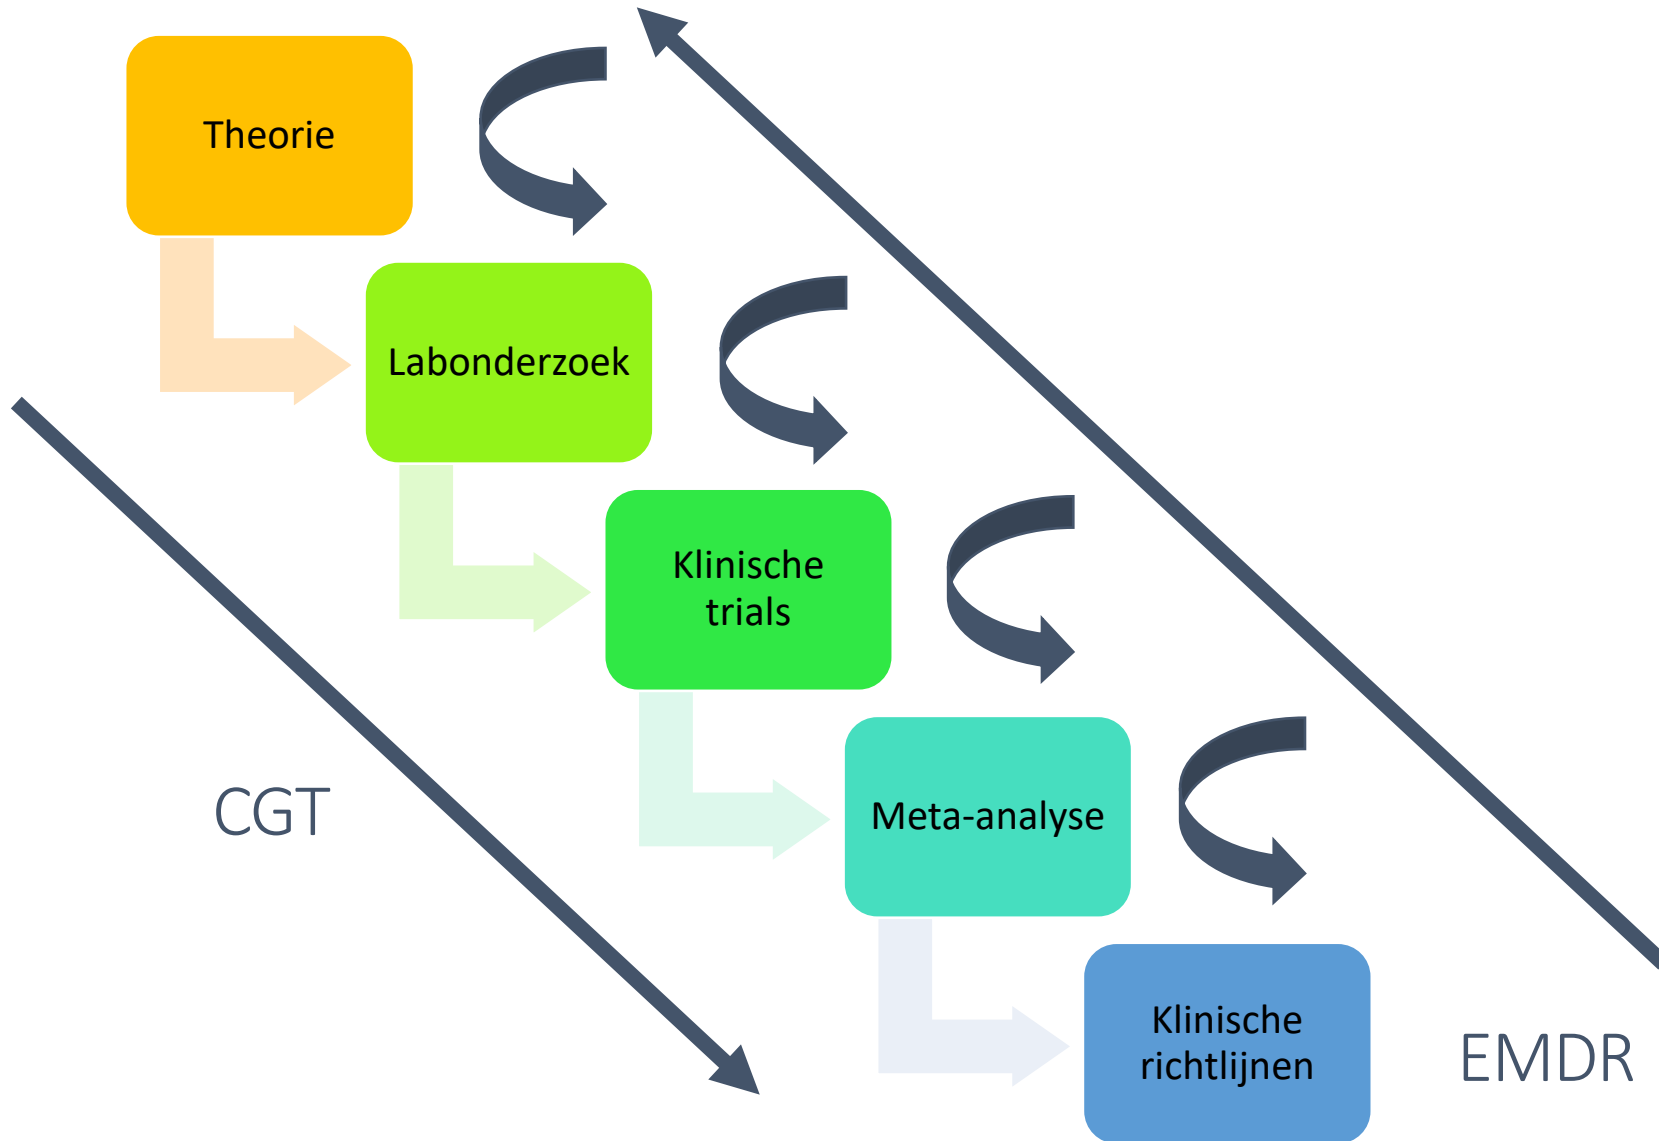 Theorie
Labonderzoek
Klinische
trials
CGT
Meta-analyse
Klinische
richtlijnen
EMDR